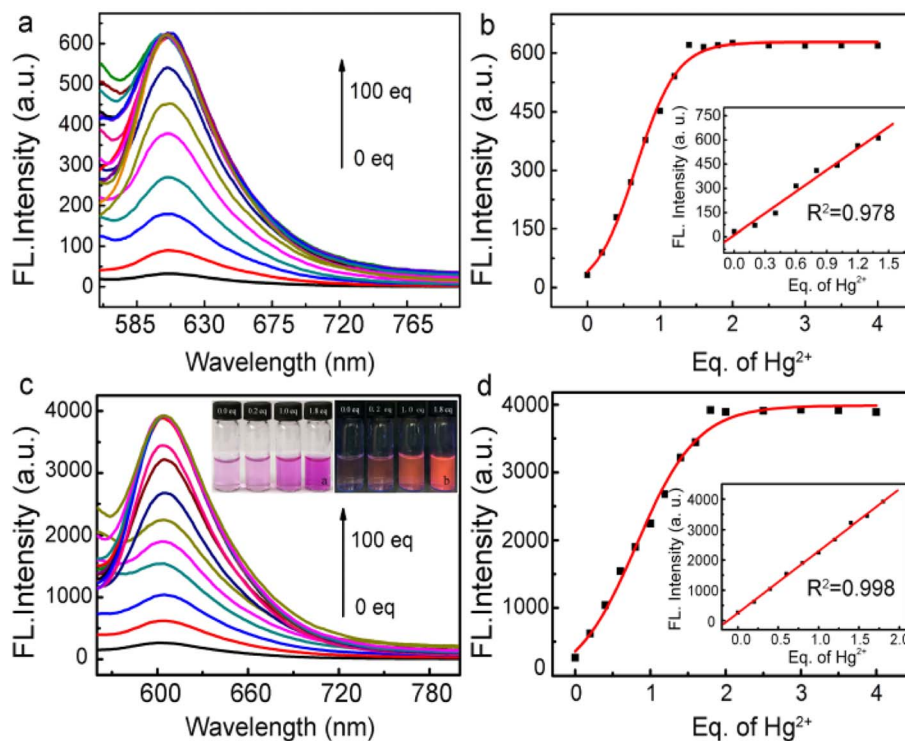 a
FL.Intensity (a.u.)
600
500
400
300
200
100
0
100 eq
0 eq
585 630 675 720 765
Wavelength (nm)
b
FL.Intensity (a.u.)
600
450
300
150
0
0 1 2 3 4
Eq. of Hg²⁺
FL. Intensity (a. u.)
750
600
450
300
150
0
R²=0.978
0.0 0.3 0.6 0.9 1.2 1.5
Eq. of Hg²⁺
c
FL.Intensity (a.u.)
4000
3000
2000
1000
0
0.0 eq 0.2 eq 1.0 eq 1.8 eq
a
0.0 eq 0.2 eq 1.0 eq 1.8 eq
b
100 eq
0 eq
600 660 720 780
Wavelength (nm)
d
FL.Intensity (a.u.)
4000
3000
2000
1000
0
0 1 2 3 4
Eq. of Hg²⁺
FL. Intensity (a. u.)
4000
3000
2000
1000
0
R²=0.998
0.0 0.5 1.0 1.5 2.0
Eq. of Hg²⁺